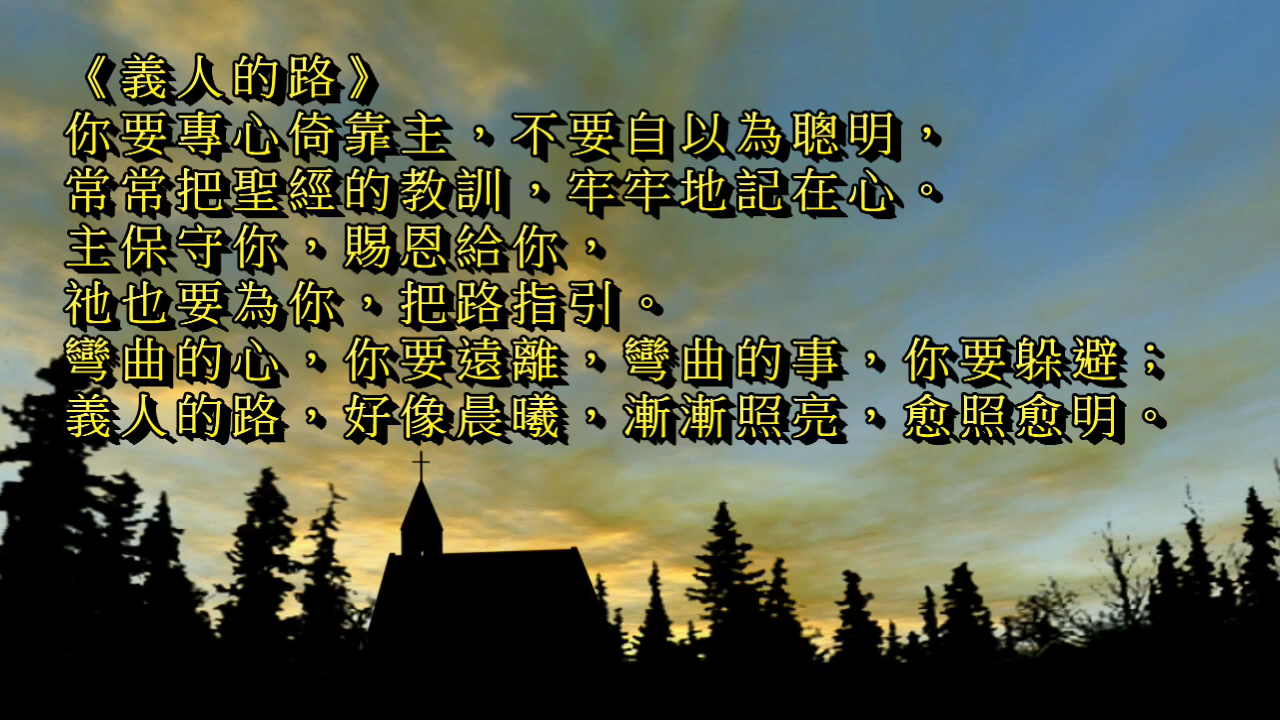 《義人的路》
你要專心倚靠主，不要自以為聰明，
常常把聖經的教訓，牢牢地記在心。
主保守你，賜恩給你，
祂也要為你，把路指引。
彎曲的心，你要遠離，彎曲的事，你要躲避；
義人的路，好像晨曦，漸漸照亮，愈照愈明。